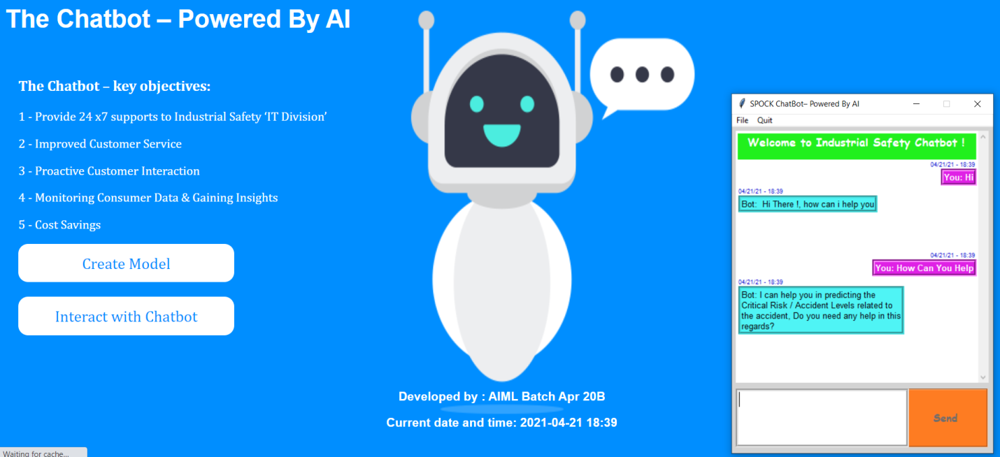 The Chatbot – Powered By AI
The Chatbot – key objectives:
1 - Provide 24 x7 supports to Industrial Safety ‘IT Division’
2 - Improved Customer Service
3 - Proactive Customer Interaction
4 - Monitoring Consumer Data & Gaining Insights
5 - Cost Savings
Create Model
Interact with Chatbot
Developed by : AIML Batch Apr 20B
Current date and time: 2021-04-21 18:39
Waiting for cache...
SPOCK ChatBot– Powered By AI
File Quit
Welcome to Industrial Safety Chatbot !
04/21/21 - 18:39
You: Hi
04/21/21 - 18:39
Bot: Hi There !, how can i help you
04/21/21 - 18:39
You: How Can You Help
04/21/21 - 18:39
Bot: I can help you in predicting the
Critical Risk / Accident Levels related to
the accident, Do you need any help in this
regards?
Send